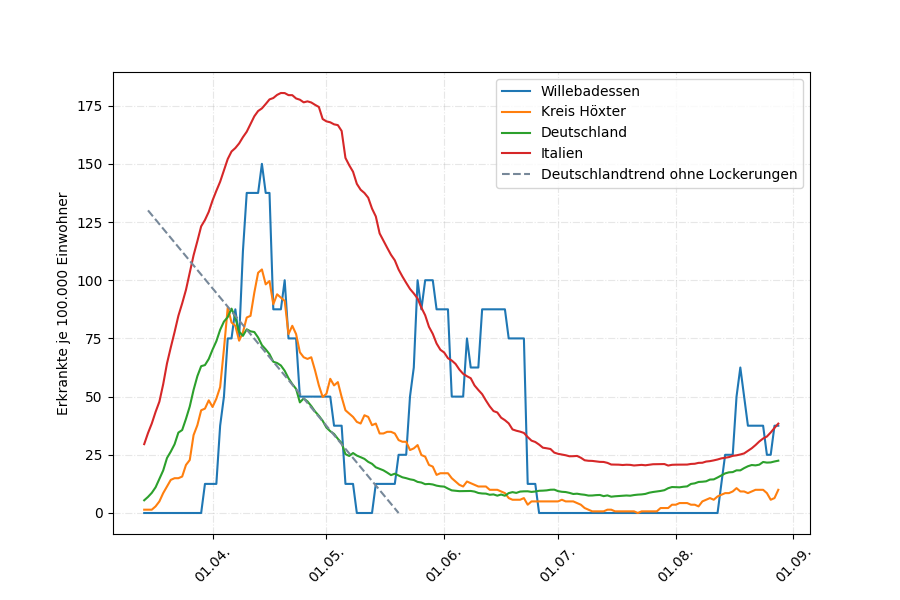 Erkrankte je 100.000 Einwohner
175
150
125
100
75
50
25
0
Willebadessen
Kreis Höxter
Deutschland
Italien
Deutschlandtrend ohne Lockerungen
01.04.
01.05.
01.06.
01.07.
01.08.
01.09.